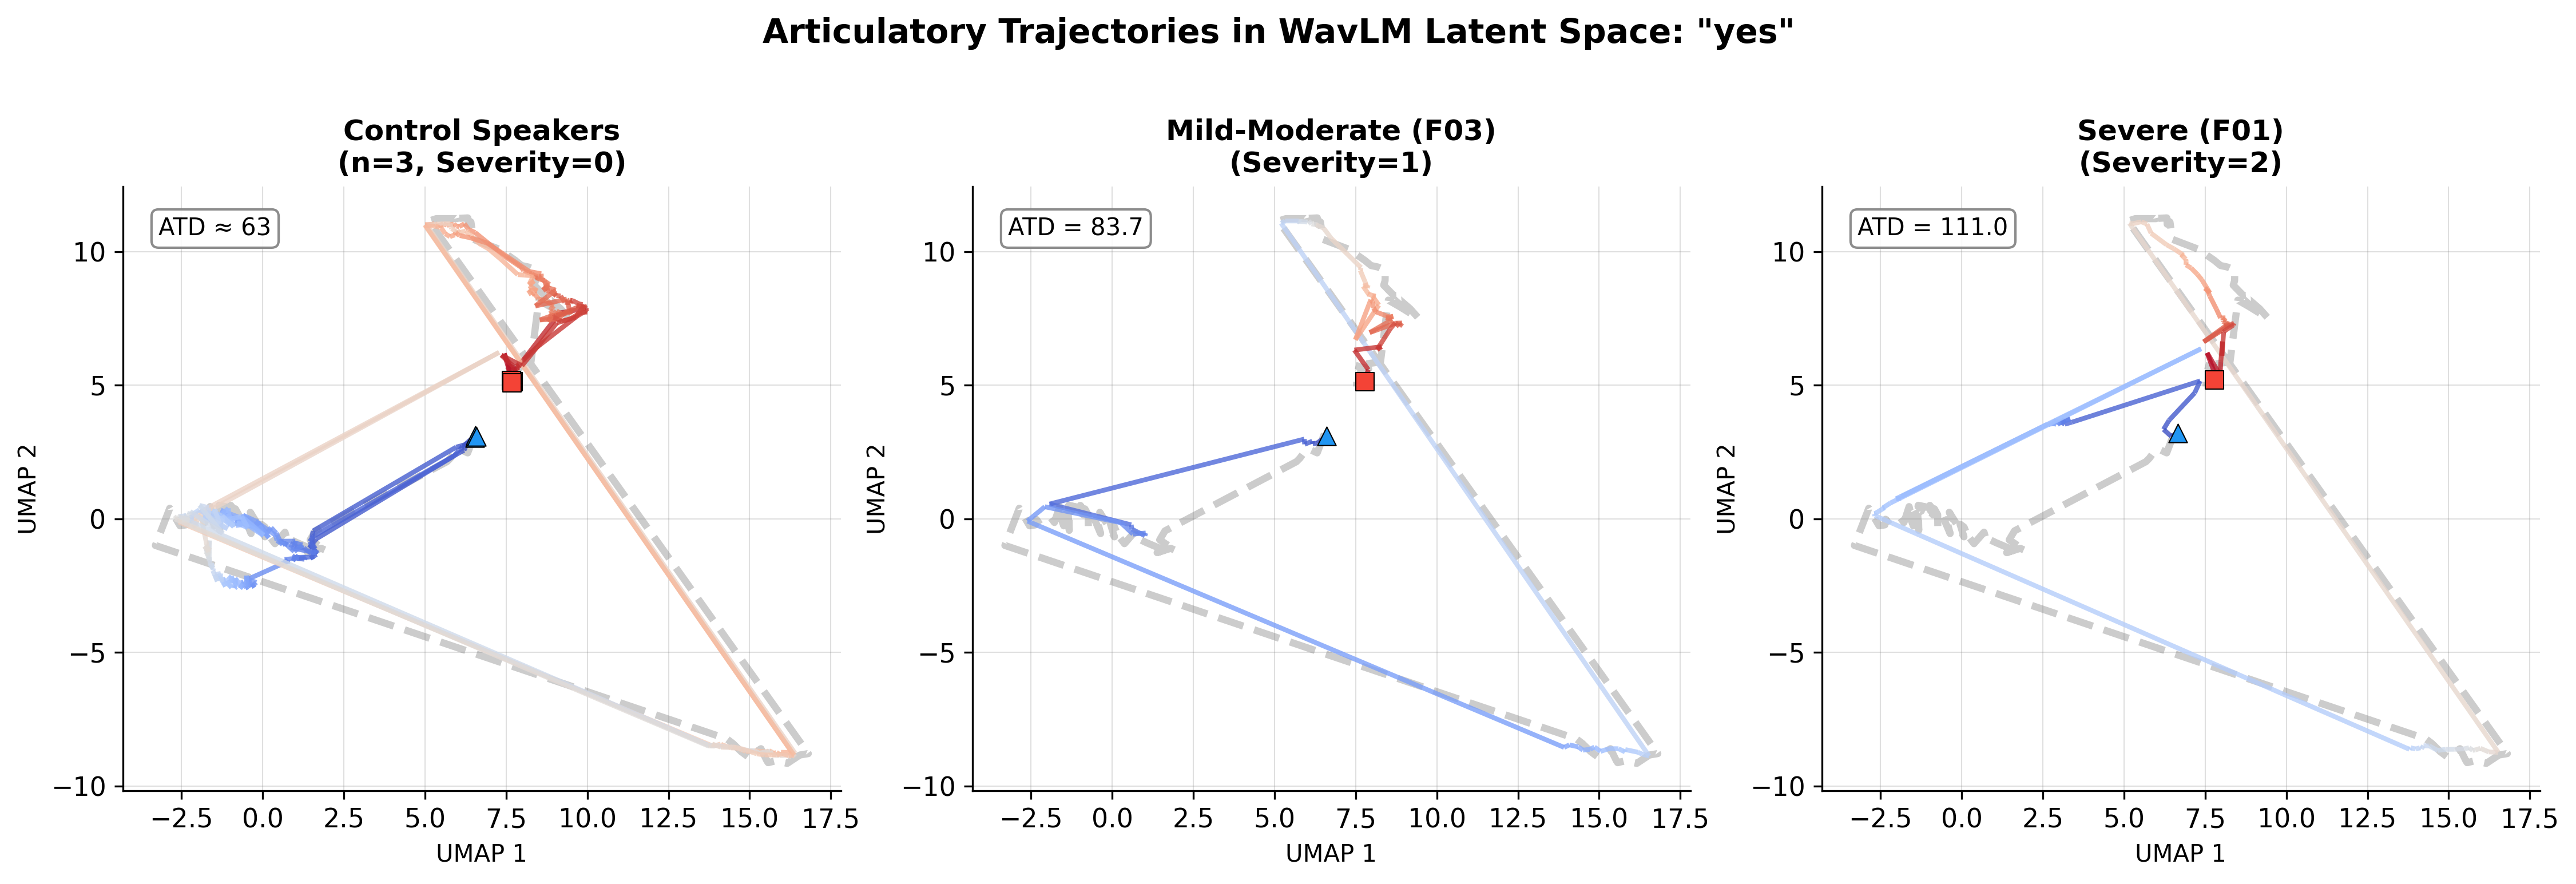 Articulatory Trajectories in WavLM Latent Space: "yes"
Control Speakers
(n=3, Severity=0)
ATD ≈ 63
10
5
0
−5
−10
UMAP 2
−2.5 0.0 2.5 5.0 7.5 10.0 12.5 15.0 17.5
UMAP 1
Mild-Moderate (F03)
(Severity=1)
ATD = 83.7
10
5
0
−5
−10
UMAP 2
−2.5 0.0 2.5 5.0 7.5 10.0 12.5 15.0 17.5
UMAP 1
Severe (F01)
(Severity=2)
ATD = 111.0
10
5
0
−5
−10
UMAP 2
−2.5 0.0 2.5 5.0 7.5 10.0 12.5 15.0 17.5
UMAP 1